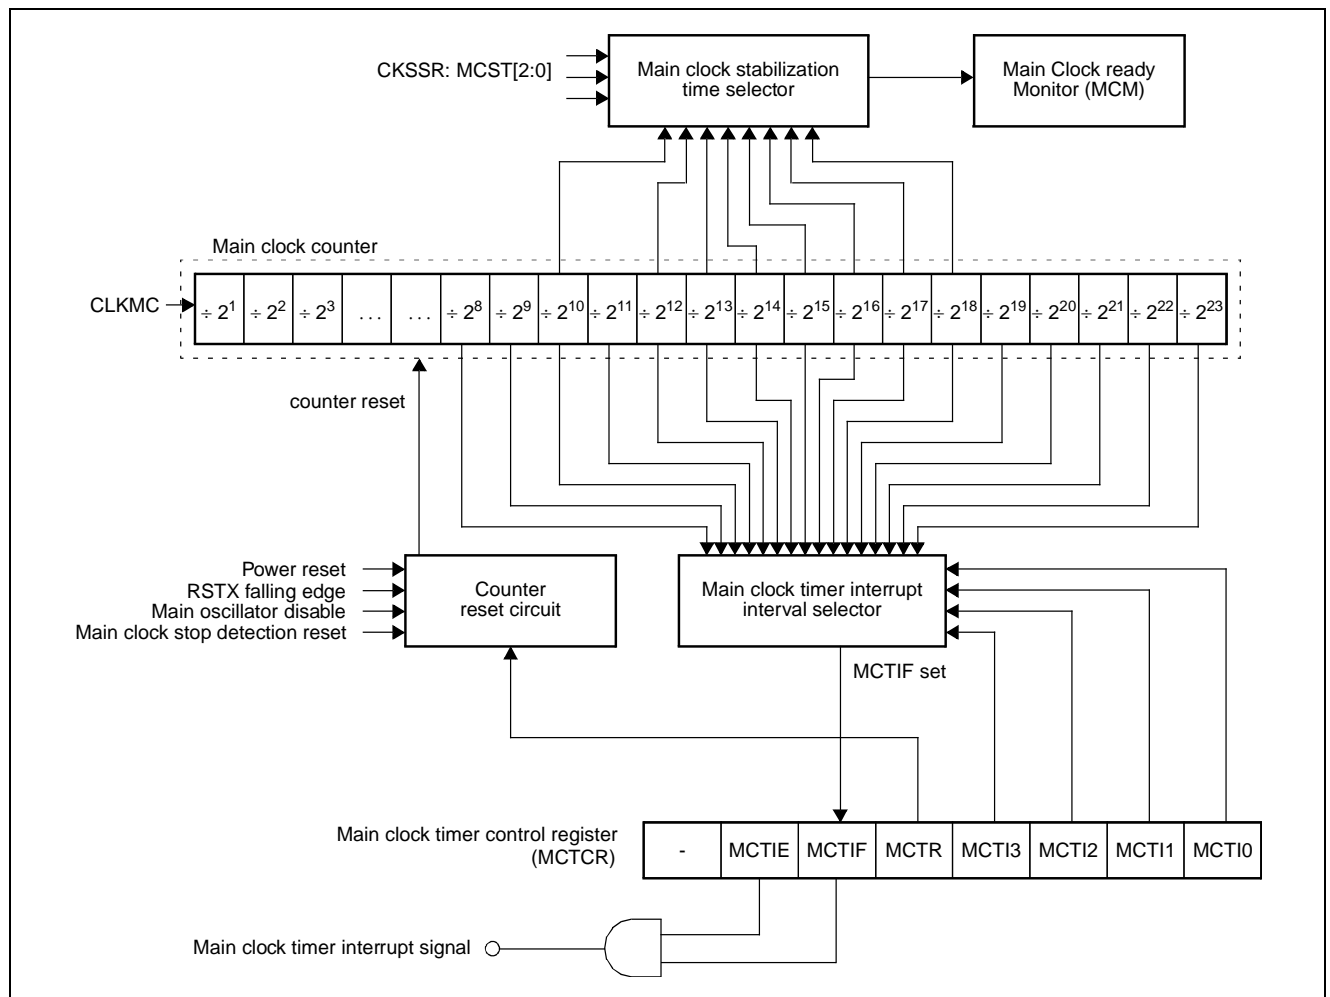 CKSSR: MCST[2:0]
Main clock stabilization
time selector
Main Clock ready
Monitor (MCM)
Main clock counter
CLKMC
÷ 2¹ ÷ 2² ÷ 2³ ... ... ÷ 2⁸ ÷ 2⁹ ÷ 2¹⁰ ÷ 2¹¹ ÷ 2¹² ÷ 2¹³ ÷ 2¹⁴ ÷ 2¹⁵ ÷ 2¹⁶ ÷ 2¹⁷ ÷ 2¹⁸ ÷ 2¹⁹ ÷ 2²⁰ ÷ 2²¹ ÷ 2²² ÷ 2²³
counter reset
Power reset
RSTX falling edge
Main oscillator disable
Main clock stop detection reset
Counter
reset circuit
Main clock timer interrupt
interval selector
MCTIF set
Main clock timer control register
(MCTCR)
- MCTIE MCTIF MCTR MCTI3 MCTI2 MCTI1 MCTI0
Main clock timer interrupt signal